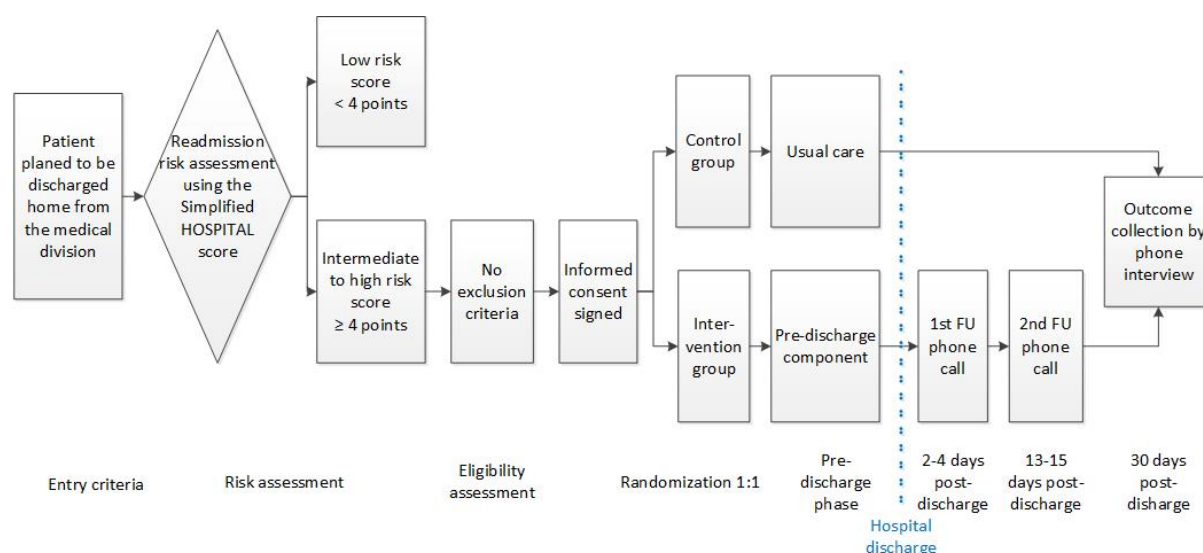 Patient
planed to be
discharged
home from
the medical
division
Readmission
risk assessment
using the
Simplified
HOSPITAL
score
Low risk
score
< 4 points
Intermediate
to high risk
score
≥ 4 points
No
exclusion
criteria
Informed
consent
signed
Control
group
Usual care
Inter-
vention
group
Pre-discharge
component
1st FU
phone
call
2nd FU
phone
call
Outcome
collection by
phone
interview
Entry criteria
Risk assessment
Eligibility
assessment
Randomization 1:1
Pre-
discharge
phase
Hospital
discharge
2-4 days
post-
discharge
13-15
days post-
discharge
30 days
post-
disharge